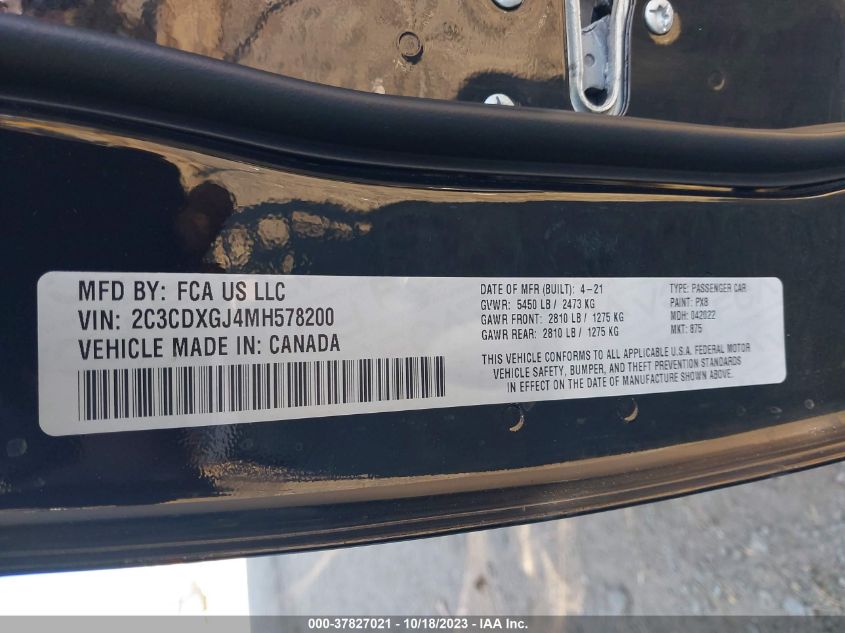 MFD BY: FCA US LLC
VIN: 2C3CDXGJ4MH578200
VEHICLE MADE IN: CANADA
DATE OF MFR (BUILT): 4-21
GVWR: 5450 LB / 2473 KG
GAWR FRONT: 2810 LB / 1275 KG
GAWR REAR: 2810 LB / 1275 KG
TYPE: PASSENGER CAR
PAINT: PX8
MDH: 042022
MKT: 875
THIS VEHICLE CONFORMS TO ALL APPLICABLE U.S.A. FEDERAL MOTOR
VEHICLE SAFETY, BUMPER, AND THEFT PREVENTION STANDARDS
IN EFFECT ON THE DATE OF MANUFACTURE SHOWN ABOVE.
000-37827021 - 10/18/2023 - IAA Inc.